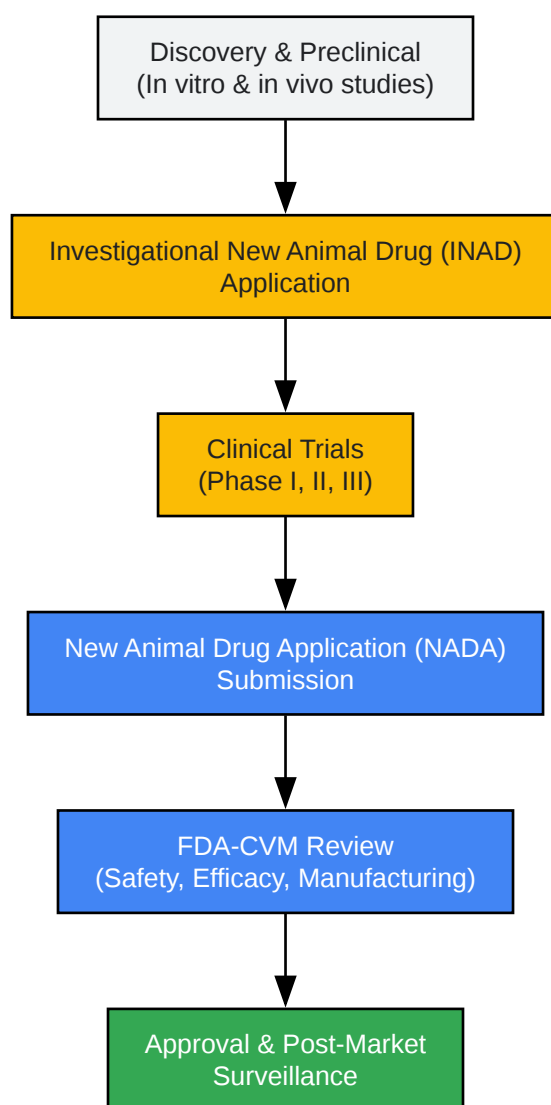 Discovery & Preclinical
(In vitro & in vivo studies)
Investigational New Animal Drug (INAD)
Application
Clinical Trials
(Phase I, II, III)
New Animal Drug Application (NADA)
Submission
FDA-CVM Review
(Safety, Efficacy, Manufacturing)
Approval & Post-Market
Surveillance